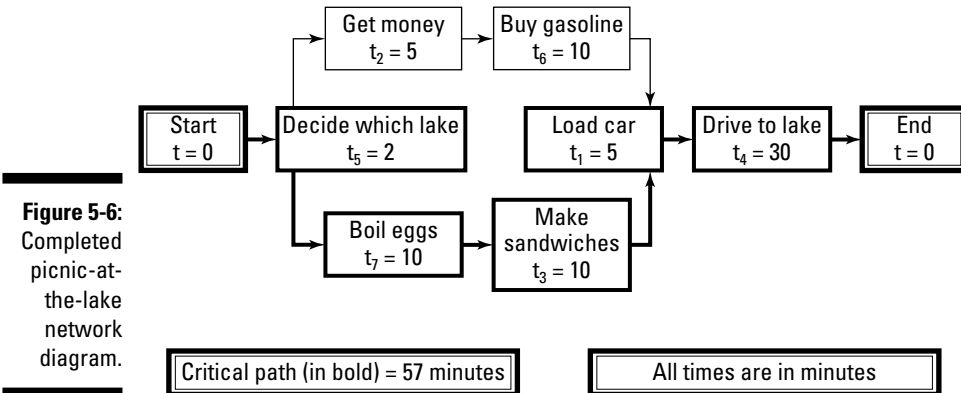 Get money
t₂ = 5
Buy gasoline
t₆ = 10
Start
t = 0
Decide which lake
t₅ = 2
Load car
t₁ = 5
Drive to lake
t₄ = 30
End
t = 0
Boil eggs
t₇ = 10
Make
sandwiches
t₃ = 10
Figure 5-6:
Completed
picnic-at-
the-lake
network
diagram.
Critical path (in bold) = 57 minutes
All times are in minutes